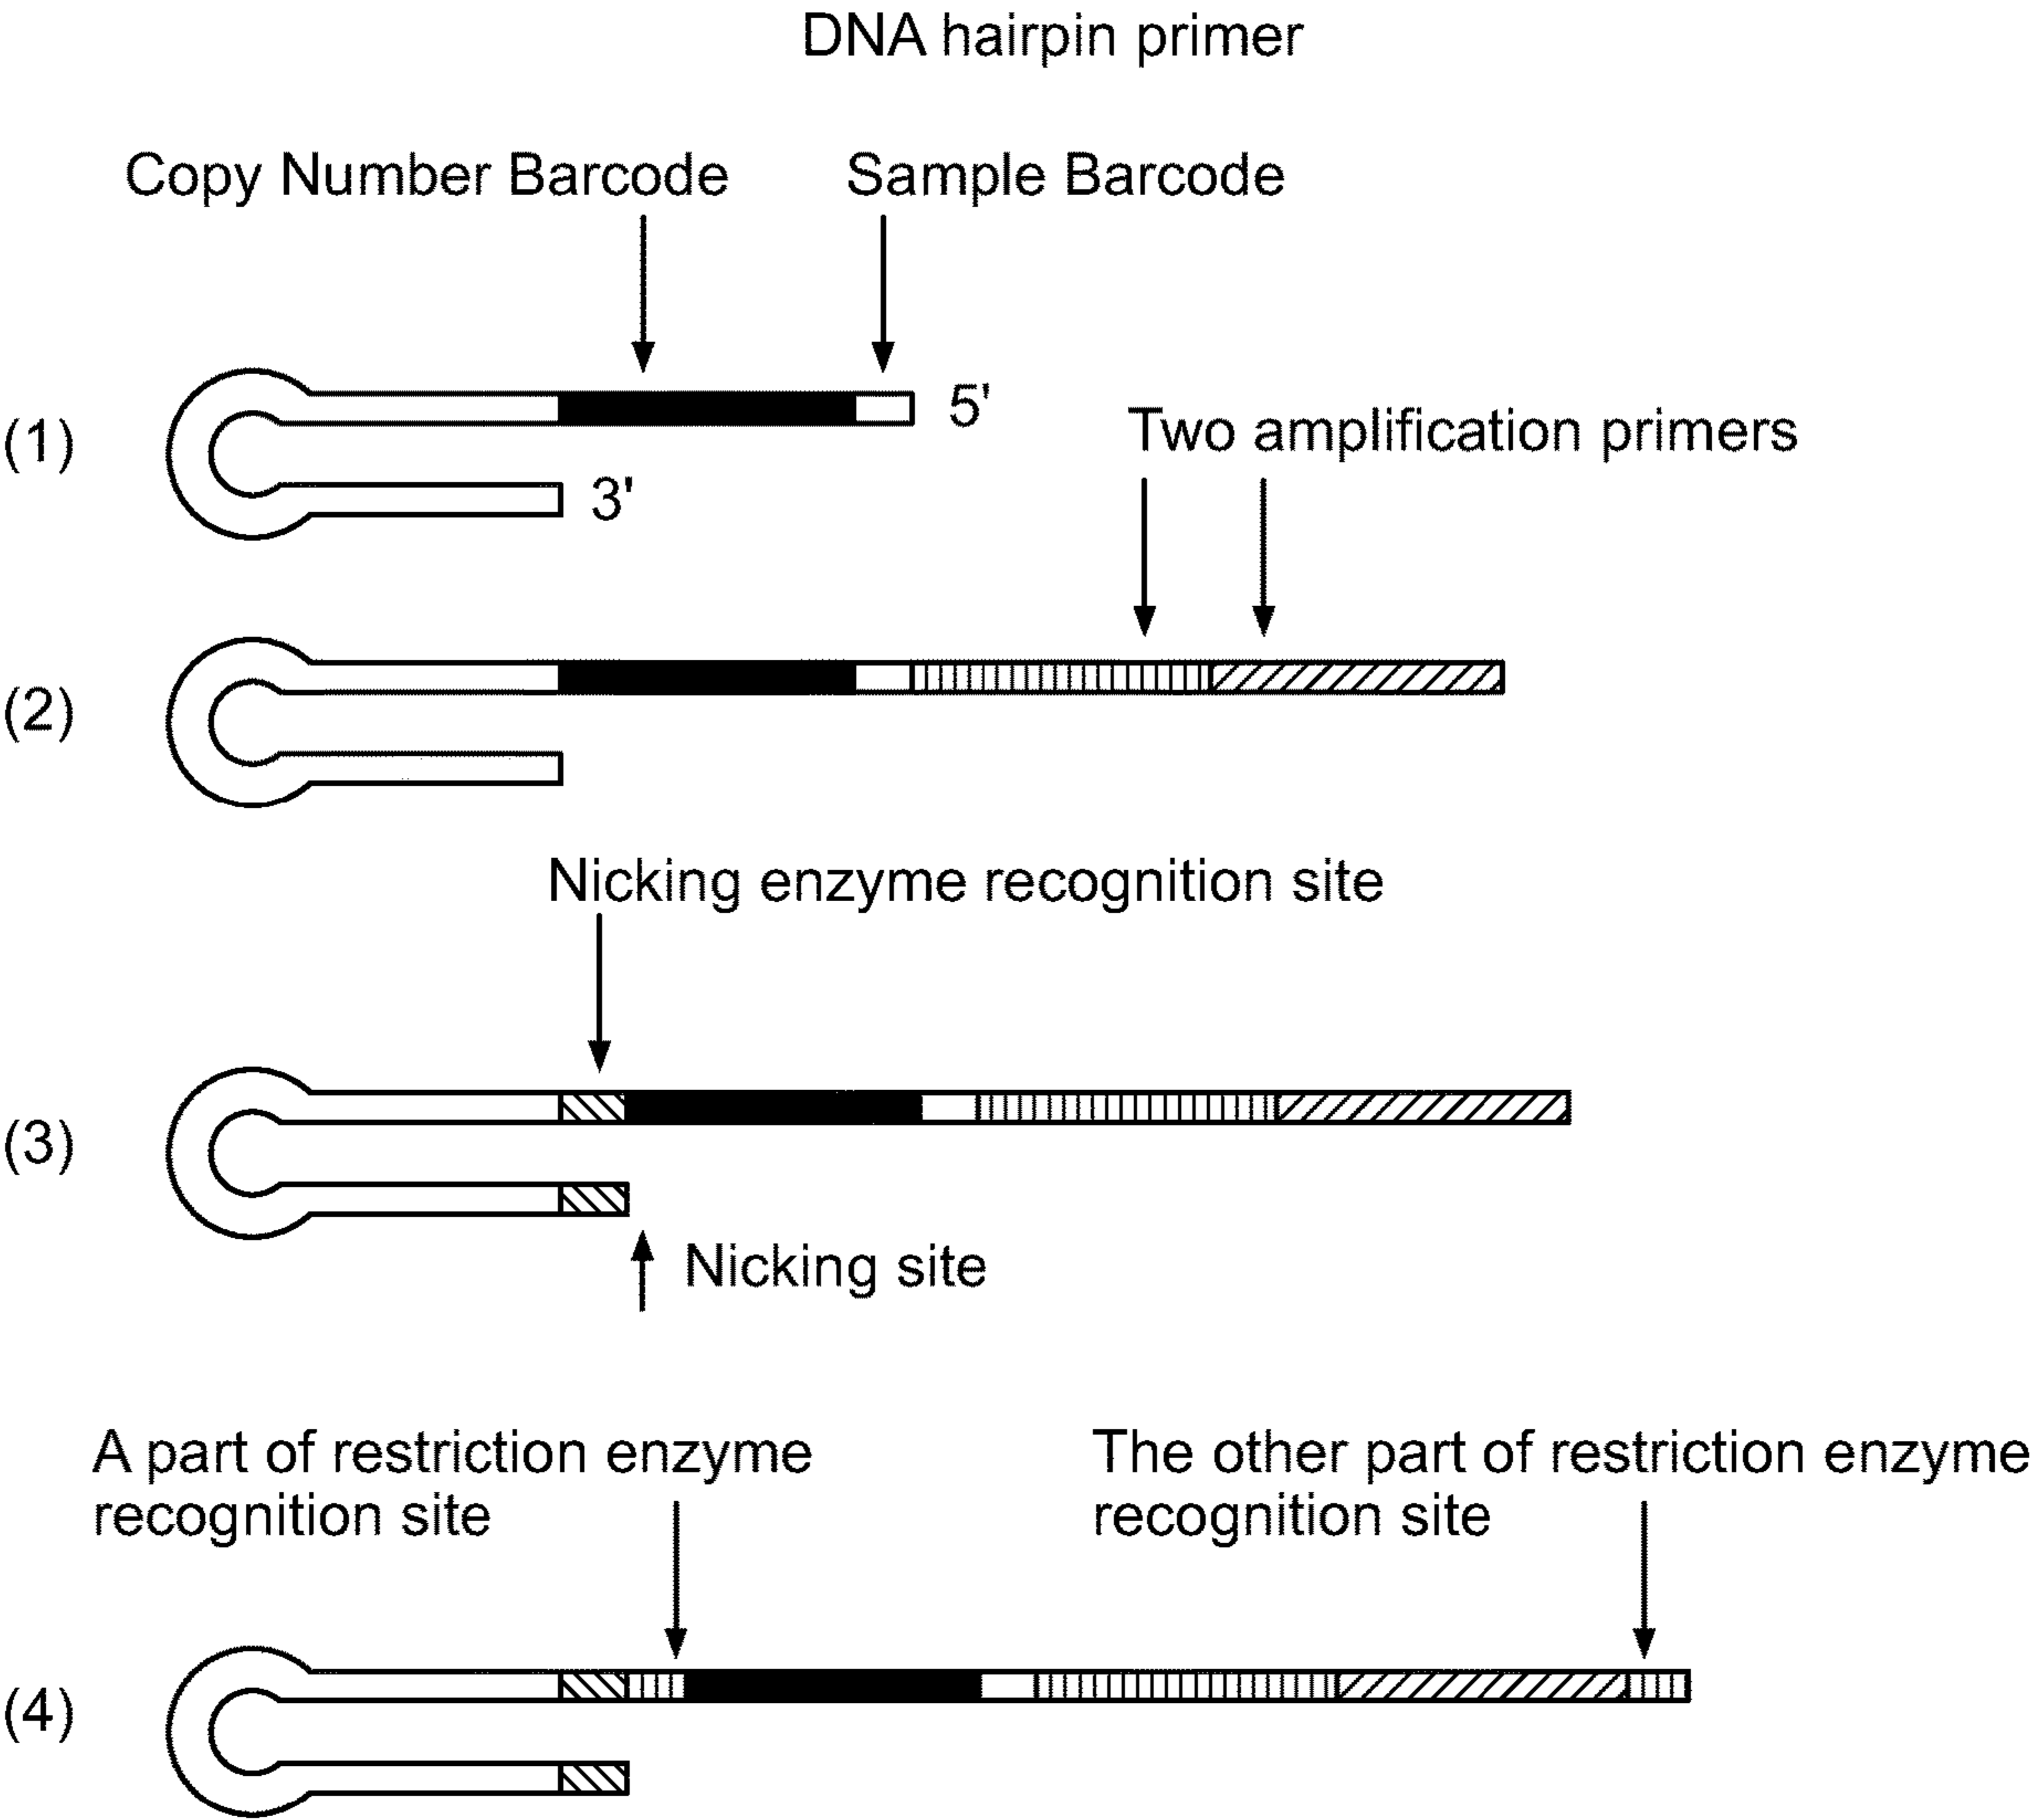 DNA hairpin primer
Copy Number Barcode
Sample Barcode
(1)
5'
3'
Two amplification primers
(2)
Nicking enzyme recognition site
(3)
Nicking site
A part of restriction enzyme
recognition site
The other part of restriction enzyme
recognition site
(4)